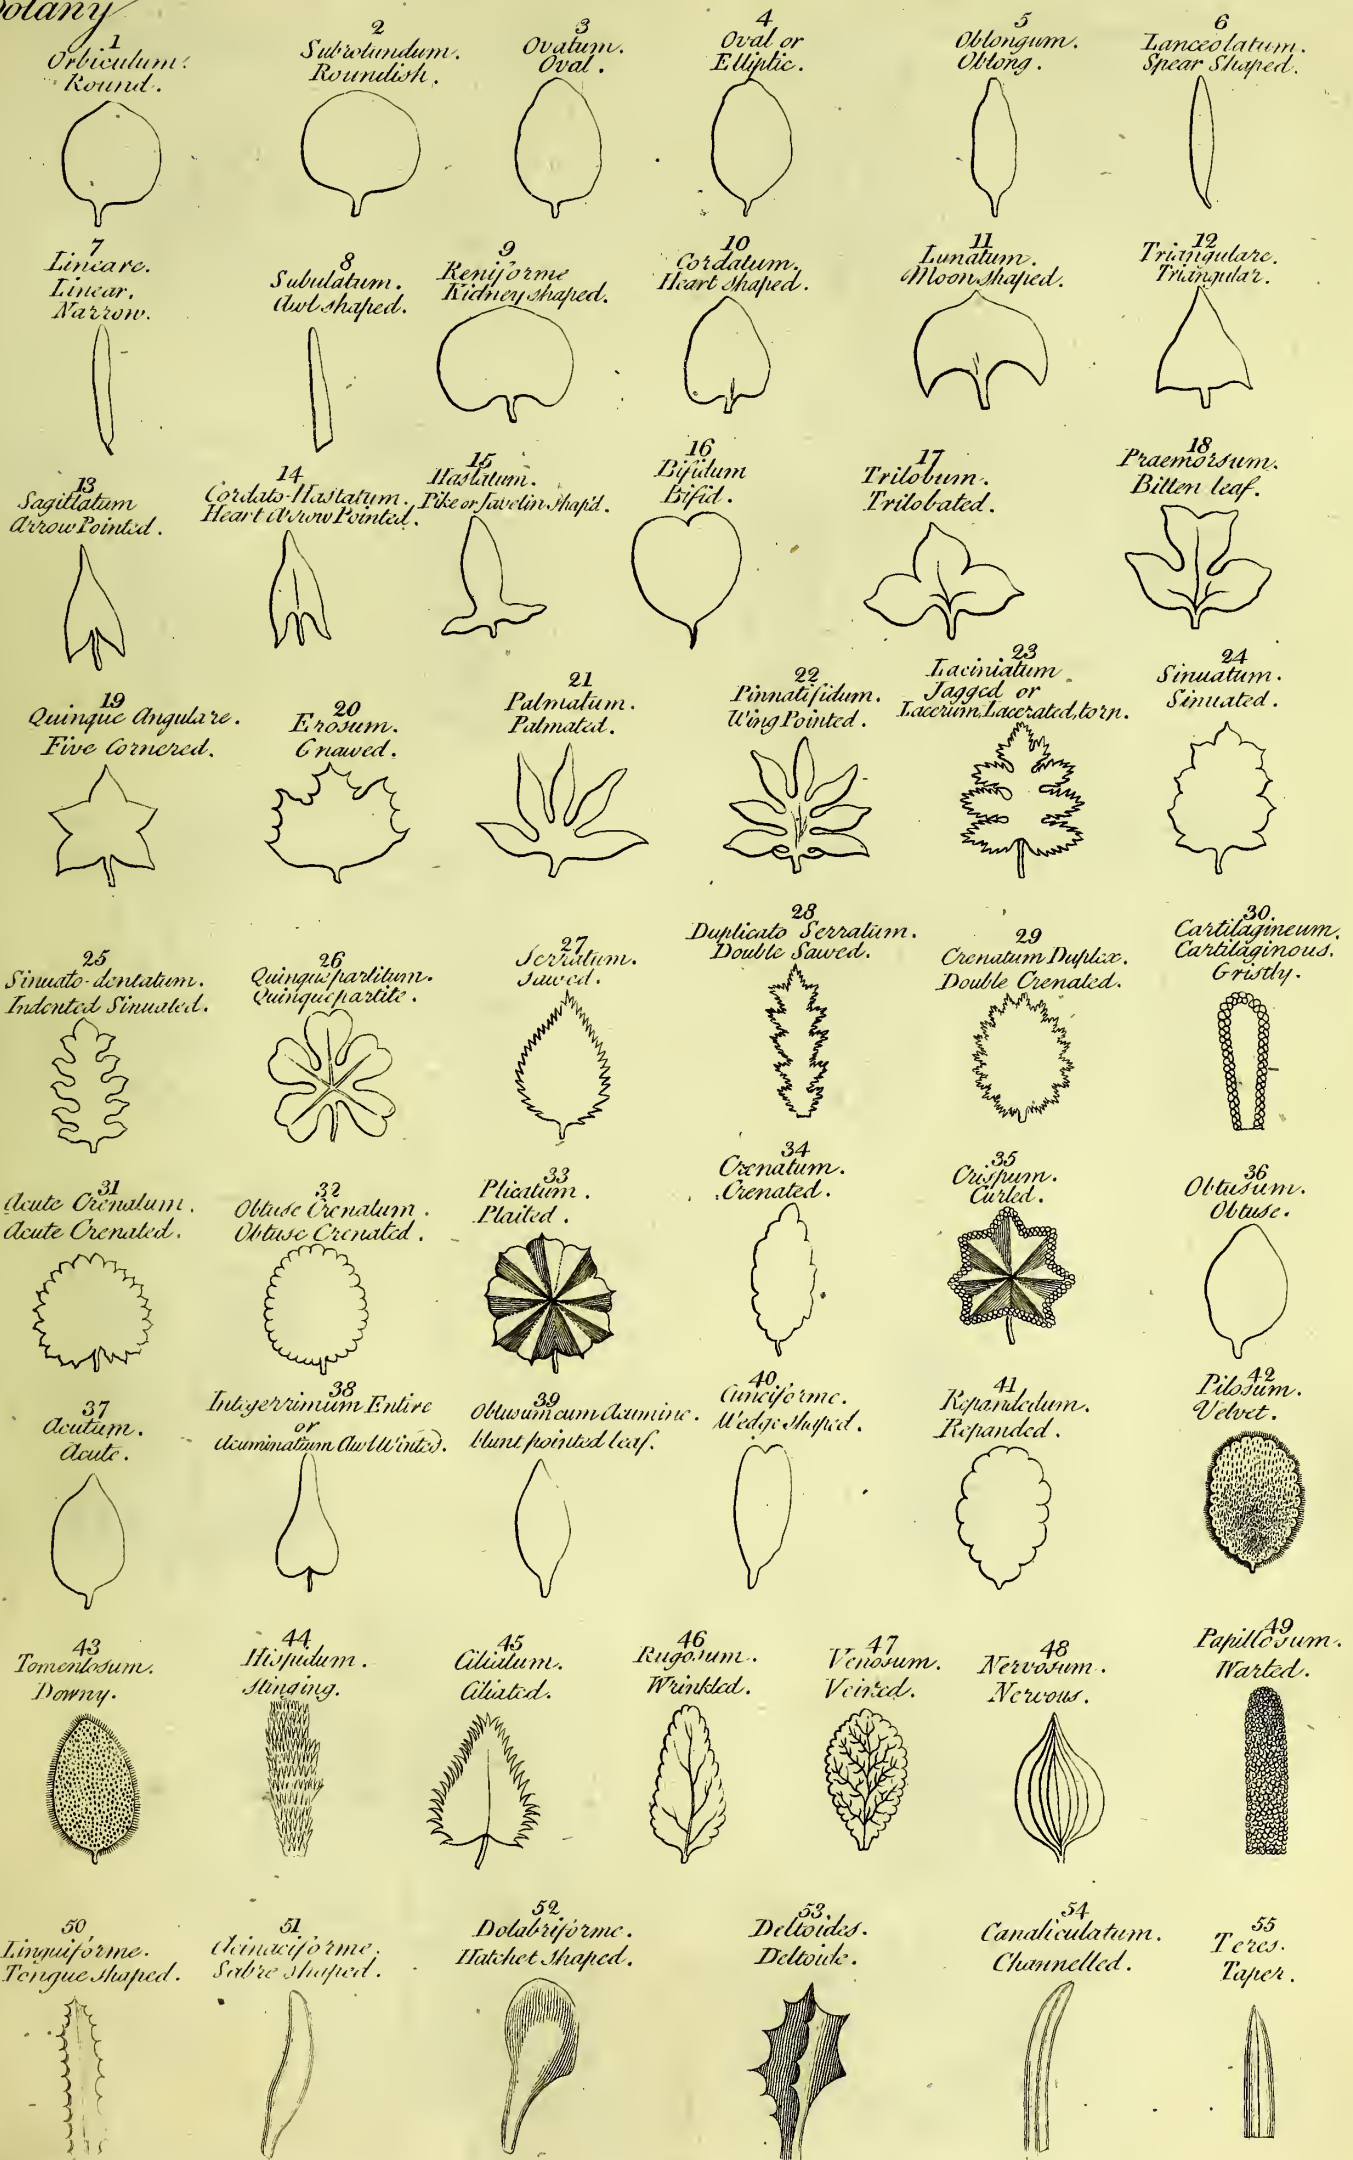 Botany
1
Orbiculum.
Round.
2
Subrotundum.
Roundish.
3
Ovatum.
Oval.
4
Oval or
Elliptic.
5
Oblongum.
Oblong.
6
Lanceolatum.
Spear Shaped.
7
Lineare.
Linear.
Narrow.
8
Subulatum.
Awl shaped.
9
Reniforme
Kidney shaped.
10
Cordatum.
Heart shaped.
11
Lunatum.
Moon shaped.
12
Triangulare.
Triangular.
13
Sagittatum
Arrow Pointed.
14
Cordato-Hastatum.
Heart Arrow Pointed.
15
Hastatum.
Pike or Javelin shap'd.
16
Bifidum
Bifid.
17
Trilobum.
Trilobated.
18
Praemorsum.
Bitten leaf.
19
Quinque Angulare.
Five Cornered.
20
Erosum.
Gnawed.
21
Palmatum.
Palmated.
22
Pinnatifidum.
Wing Pointed.
23
Laciniatum
Jagged or
Lacerum, Lacerated, torn.
24
Sinuatum.
Sinuated.
25
Sinuato-dentatum.
Indented Sinuated.
26
Quinquepartitum.
Quinquepartite.
27
Serratum.
Sawed.
28
Duplicato Serratum.
Double Sawed.
29
Crenatum Duplex.
Double Crenated.
30.
Cartilagineum.
Cartilaginous.
Gristly.
31
Acute Crenatum.
Acute Crenated.
32
Obtuse Crenatum.
Obtuse Crenated.
33
Plicatum.
Plaited.
34
Crenatum.
Crenated.
35
Crispum.
Curled.
36
Obtusum.
Obtuse.
37
Acutum.
Acute.
38
Integerrimum Entire
or
Acuminatum Awl
39
Obtusum cum Acumine.
blunt pointed leaf.
40
Cuneiforme.
Wedge shaped.
41
Repandedum.
Repanded.
42
Pilosum.
Velvet.
43
Tomentosum.
Downy.
44
Hispidum.
Stinging.
45
Ciliatum.
Ciliated.
46
Rugosum.
Wrinkled.
47
Venosum.
Veined.
48
Nervosum.
Nervous.
49
Papillosum.
Warted.
50
Linguiforme.
Tongue shaped.
51
Acinaciforme.
Sabre shaped.
52
Dolabriforme.
Hatchet shaped.
53.
Deltoides.
Deltoide.
54
Canaliculatum.
Channelled.
55
Teres.
Taper.